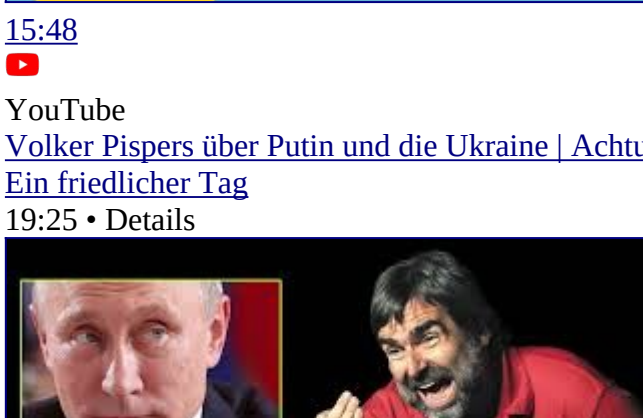 15:48
YouTube
Volker Pispers über Putin und die Ukraine | Achtu
Ein friedlicher Tag
19:25 • Details